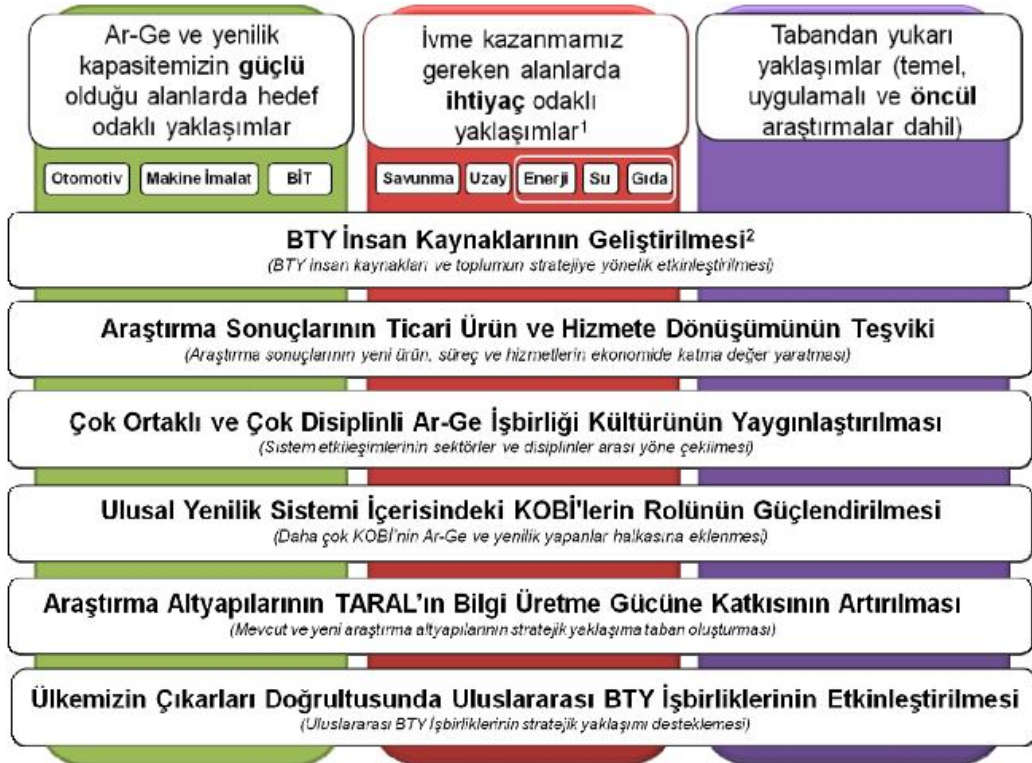 Ar-Ge ve yenilik
kapasitemizin güçlü
olduğu alanlarda hedef
odaklı yaklaşımlar
İvme kazanmamız
gereken alanlarda
ihtiyaç odaklı
yaklaşımlar¹
Tabandan yukarı
yaklaşımlar (temel,
uygulamalı ve öncül
araştırmalar dahil)
Otomotiv
Makine İmalat
BİT
Savunma
Uzay
Enerji
Su
Gıda
BTY İnsan Kaynaklarının Geliştirilmesi²
(BTY insan kaynakları ve toplumun stratejiye yönelik etkinleştirilmesi)
Araştırma Sonuçlarının Ticari Ürün ve Hizmete Dönüşümünün Teşviki
(Araştırma sonuçlarının yeni ürün, süreç ve hizmetlerin ekonomide katma değer yaratması)
Çok Ortaklı ve Çok Disiplinli Ar-Ge İşbirliği Kültürünün Yaygınlaştırılması
(Sistem etkileşimlerinin sektörler ve disiplinler arası yöne çekilmesi)
Ulusal Yenilik Sistemi İçerisindeki KOBİ'lerin Rolünün Güçlendirilmesi
(Daha çok KOBİ'nin Ar-Ge ve yenilik yapanlar halkasına eklenmesi)
Araştırma Altyapılarının TARAL'ın Bilgi Üretme Gücüne Katkısının Artırılması
(Mevcut ve yeni araştırma altyapılarının stratejik yaklaşıma taban oluşturması)
Ülkemizin Çıkarları Doğrultusunda Uluslararası BTY İşbirliklerinin Etkinleştirilmesi
(Uluslararası BTY İşbirliklerinin stratejik yaklaşımı desteklemesi)